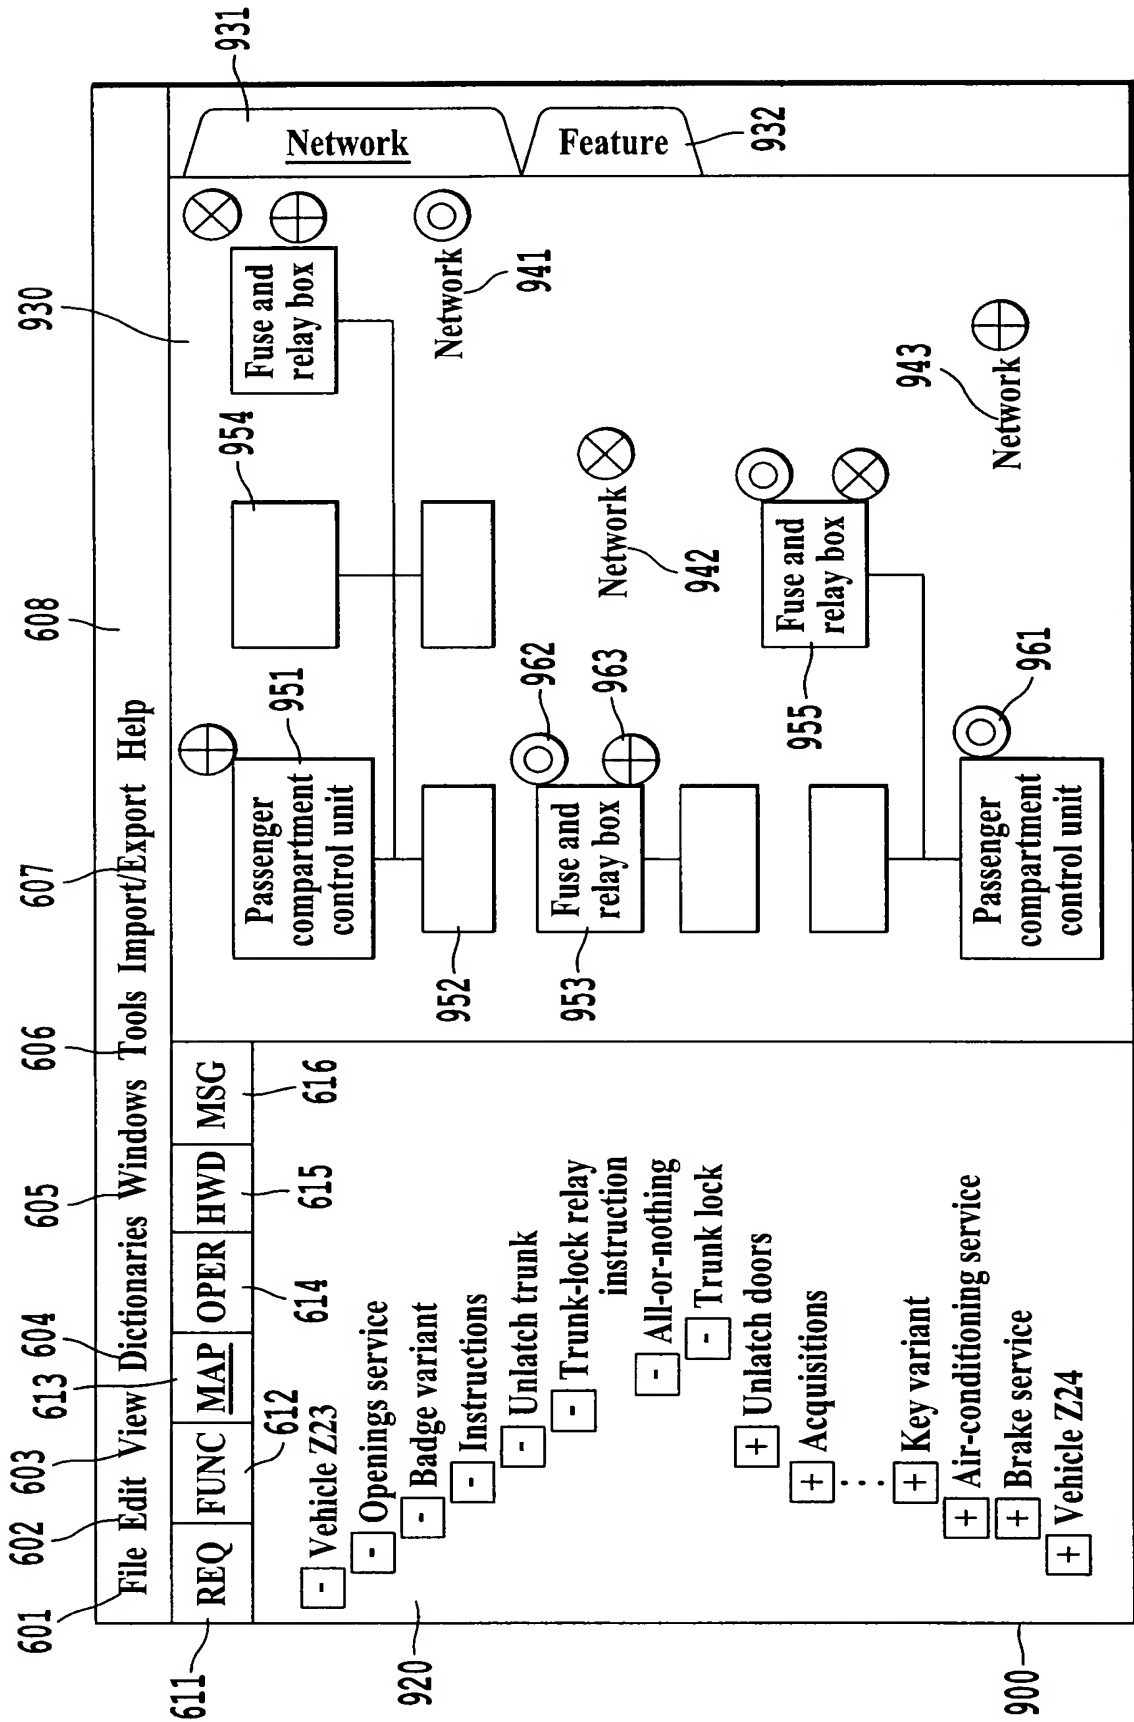 601 602 603 604 605 606 607 608 930
File Edit View Dictionaries Windows Tools Import/Export Help
611 REQ FUNC MAP OPER HWD MSG
612 613 614 615 616
- Vehicle Z23
- Openings service
- Badge variant
- Instructions
- Unlatch trunk
- Trunk-lock relay
instruction
- All-or-nothing
- Trunk lock
+ Unlatch doors
+ Acquisitions
+ Key variant
+ Air-conditioning service
+ Brake service
+ Vehicle Z24
920
900
Network
931
Feature
932
Passenger
compartment
control unit
951
954
Fuse and
relay box
952
Network
941
Fuse and
relay box
953
962
963
Network
942
Fuse and
relay box
955
Network
943
Passenger
compartment
control unit
961